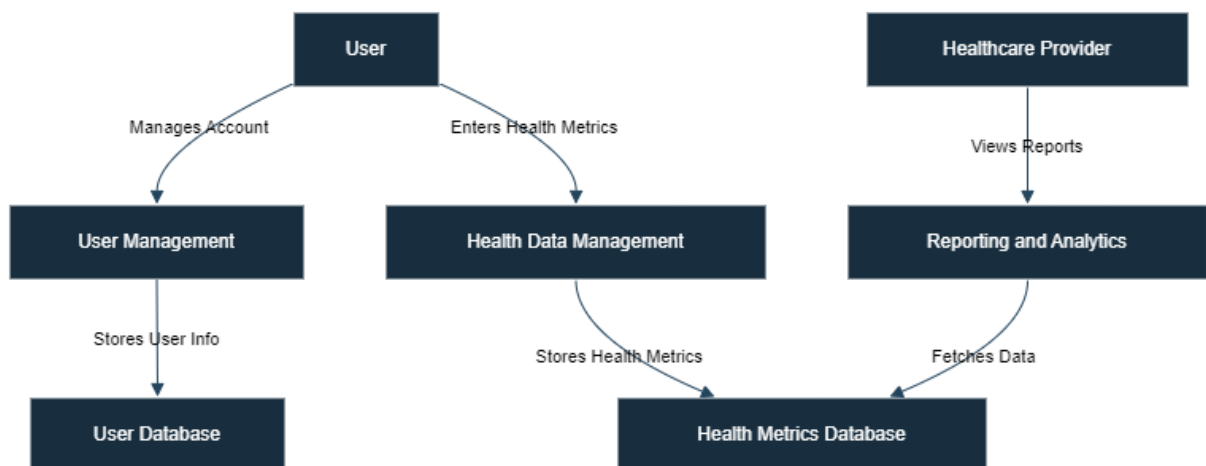 User
Healthcare Provider
Manages Account
Enters Health Metrics
Views Reports
User Management
Health Data Management
Reporting and Analytics
Stores User Info
Stores Health Metrics
Fetches Data
User Database
Health Metrics Database